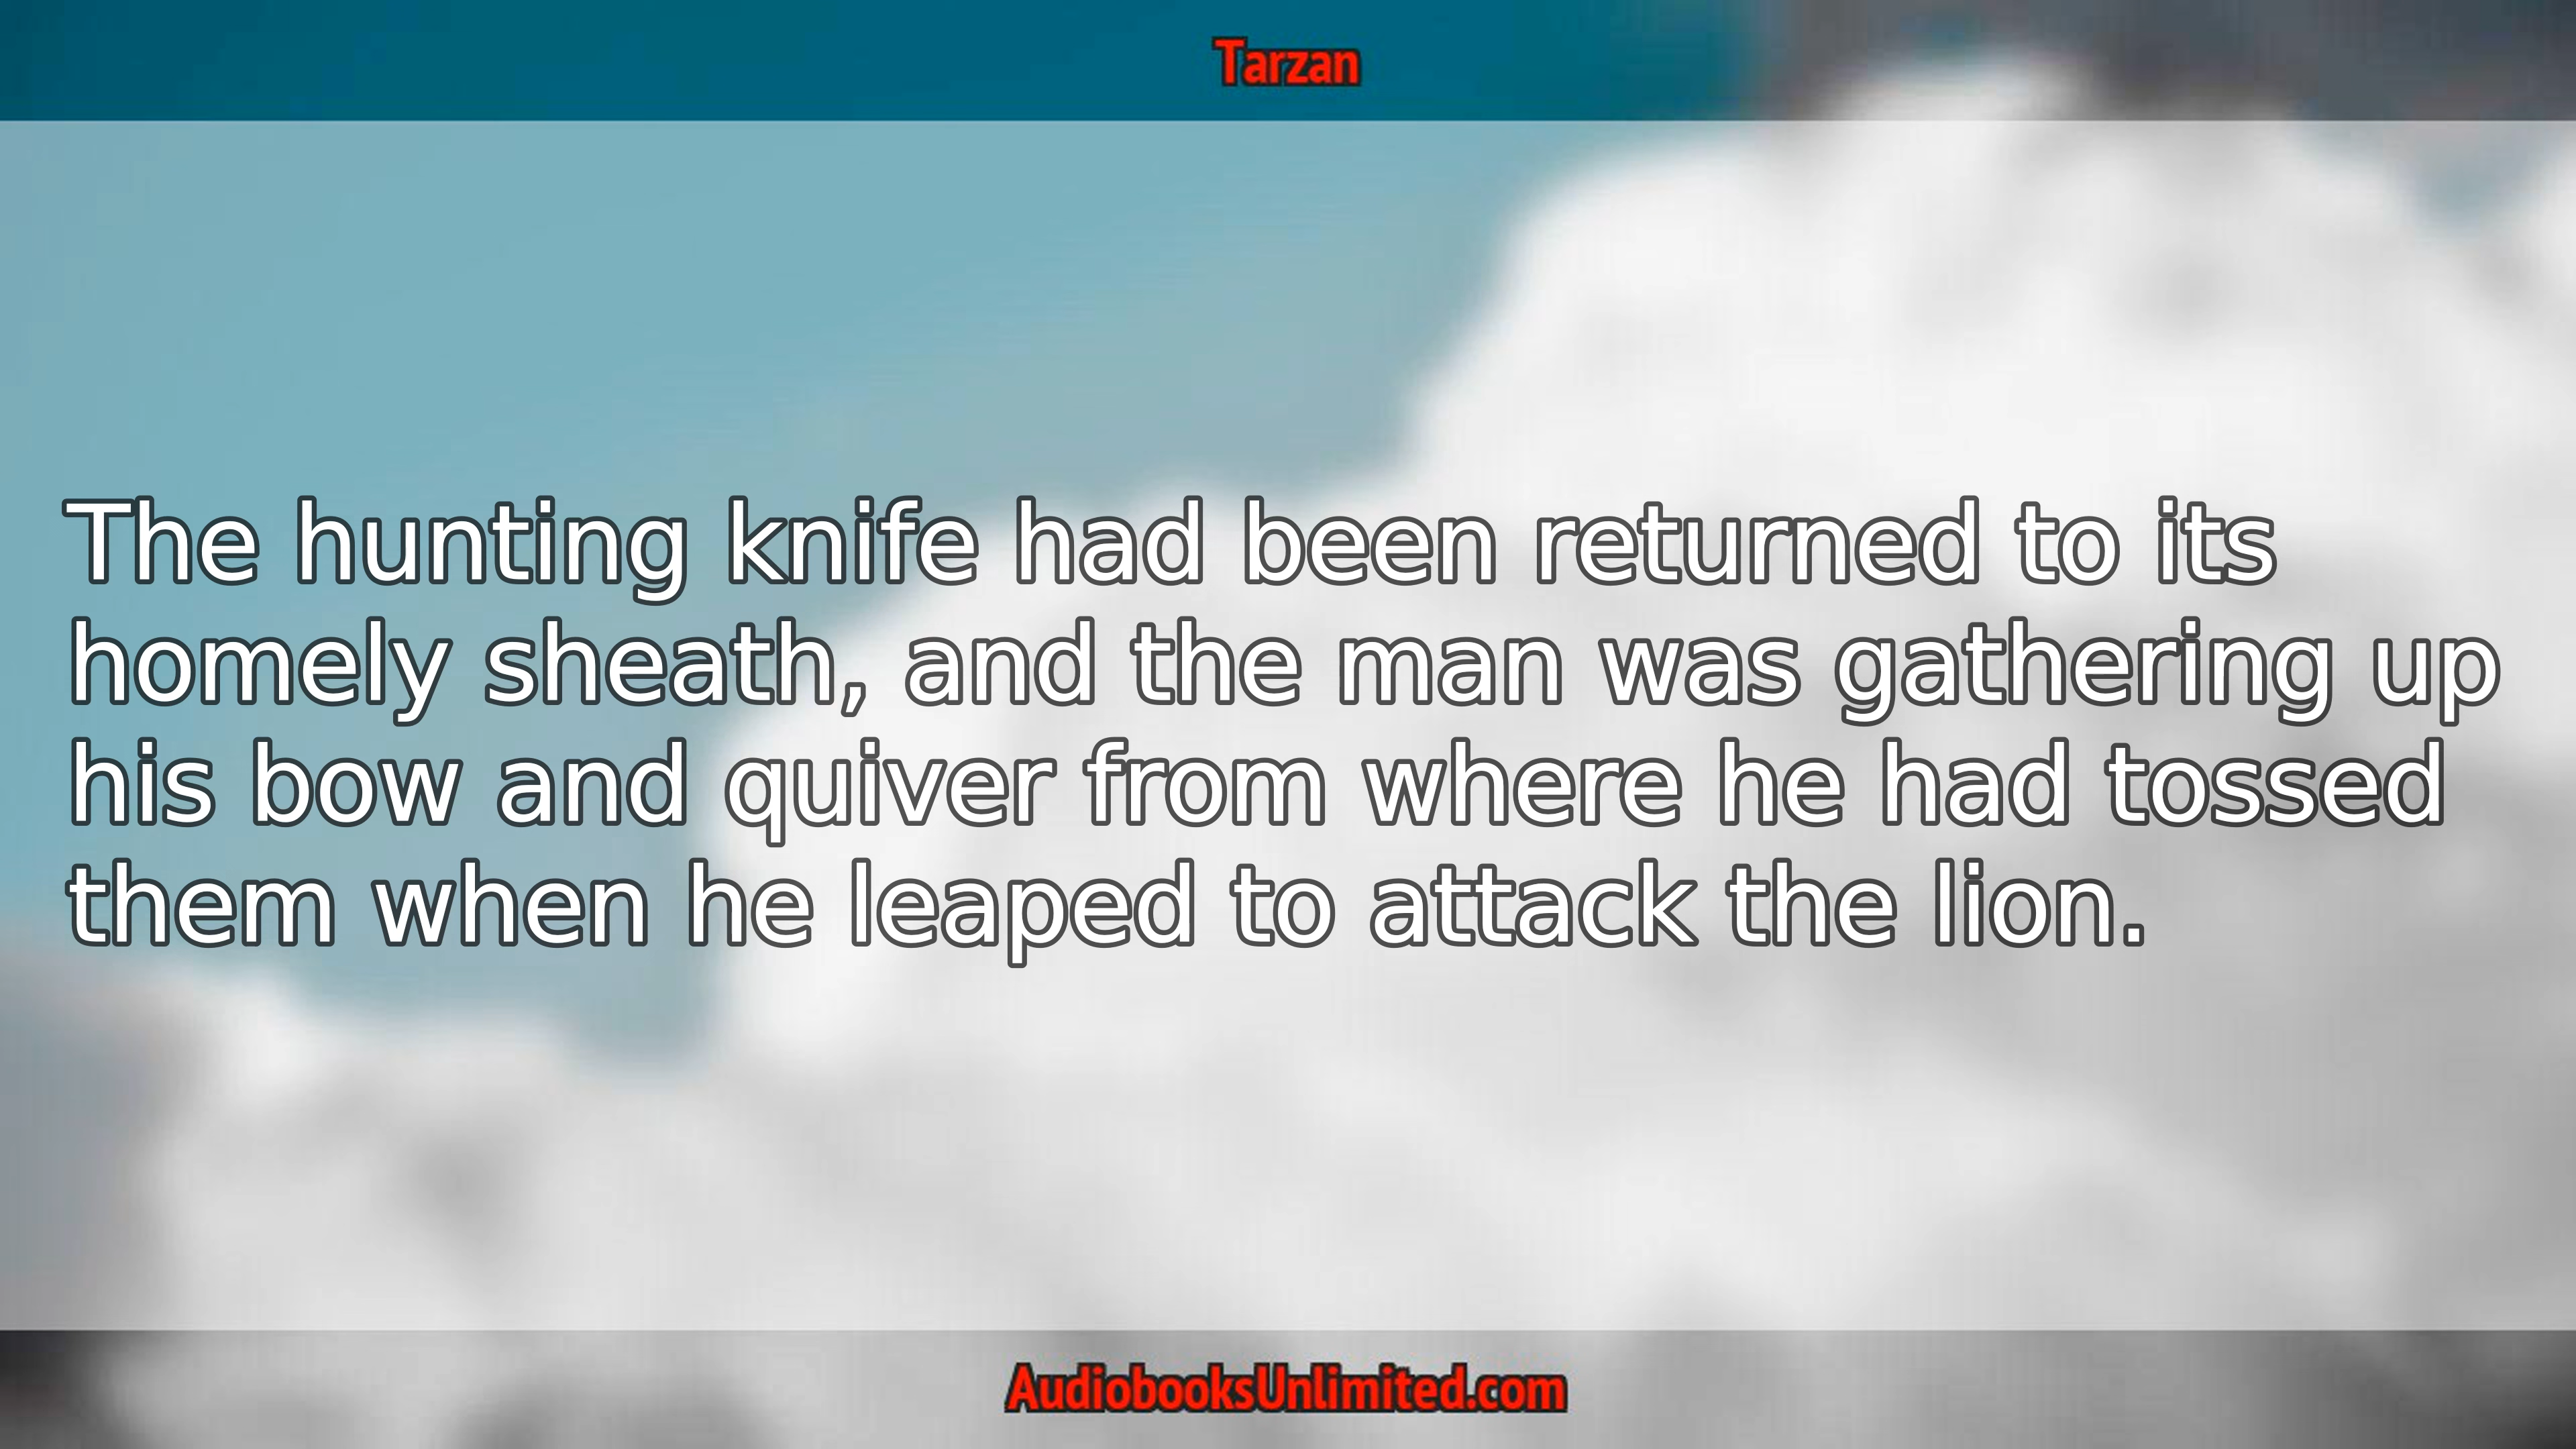 Tarzan
The hunting knife had been returned to its
homely sheath, and the man was gathering up
his bow and quiver from where he had tossed
them when he leaped to attack the lion.
AudiobooksUnlimited.com